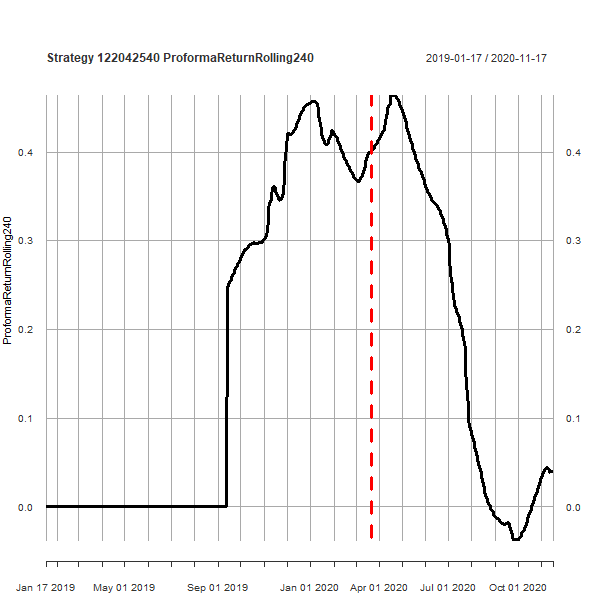 Strategy 122042540 ProformaReturnRolling240
2019-01-17 / 2020-11-17
ProformaReturnRolling240
0.4
0.3
0.2
0.1
0.0
0.4
0.3
0.2
0.1
0.0
Jan 17 2019
May 01 2019
Sep 01 2019
Jan 01 2020
Apr 01 2020
Jul 01 2020
Oct 01 2020